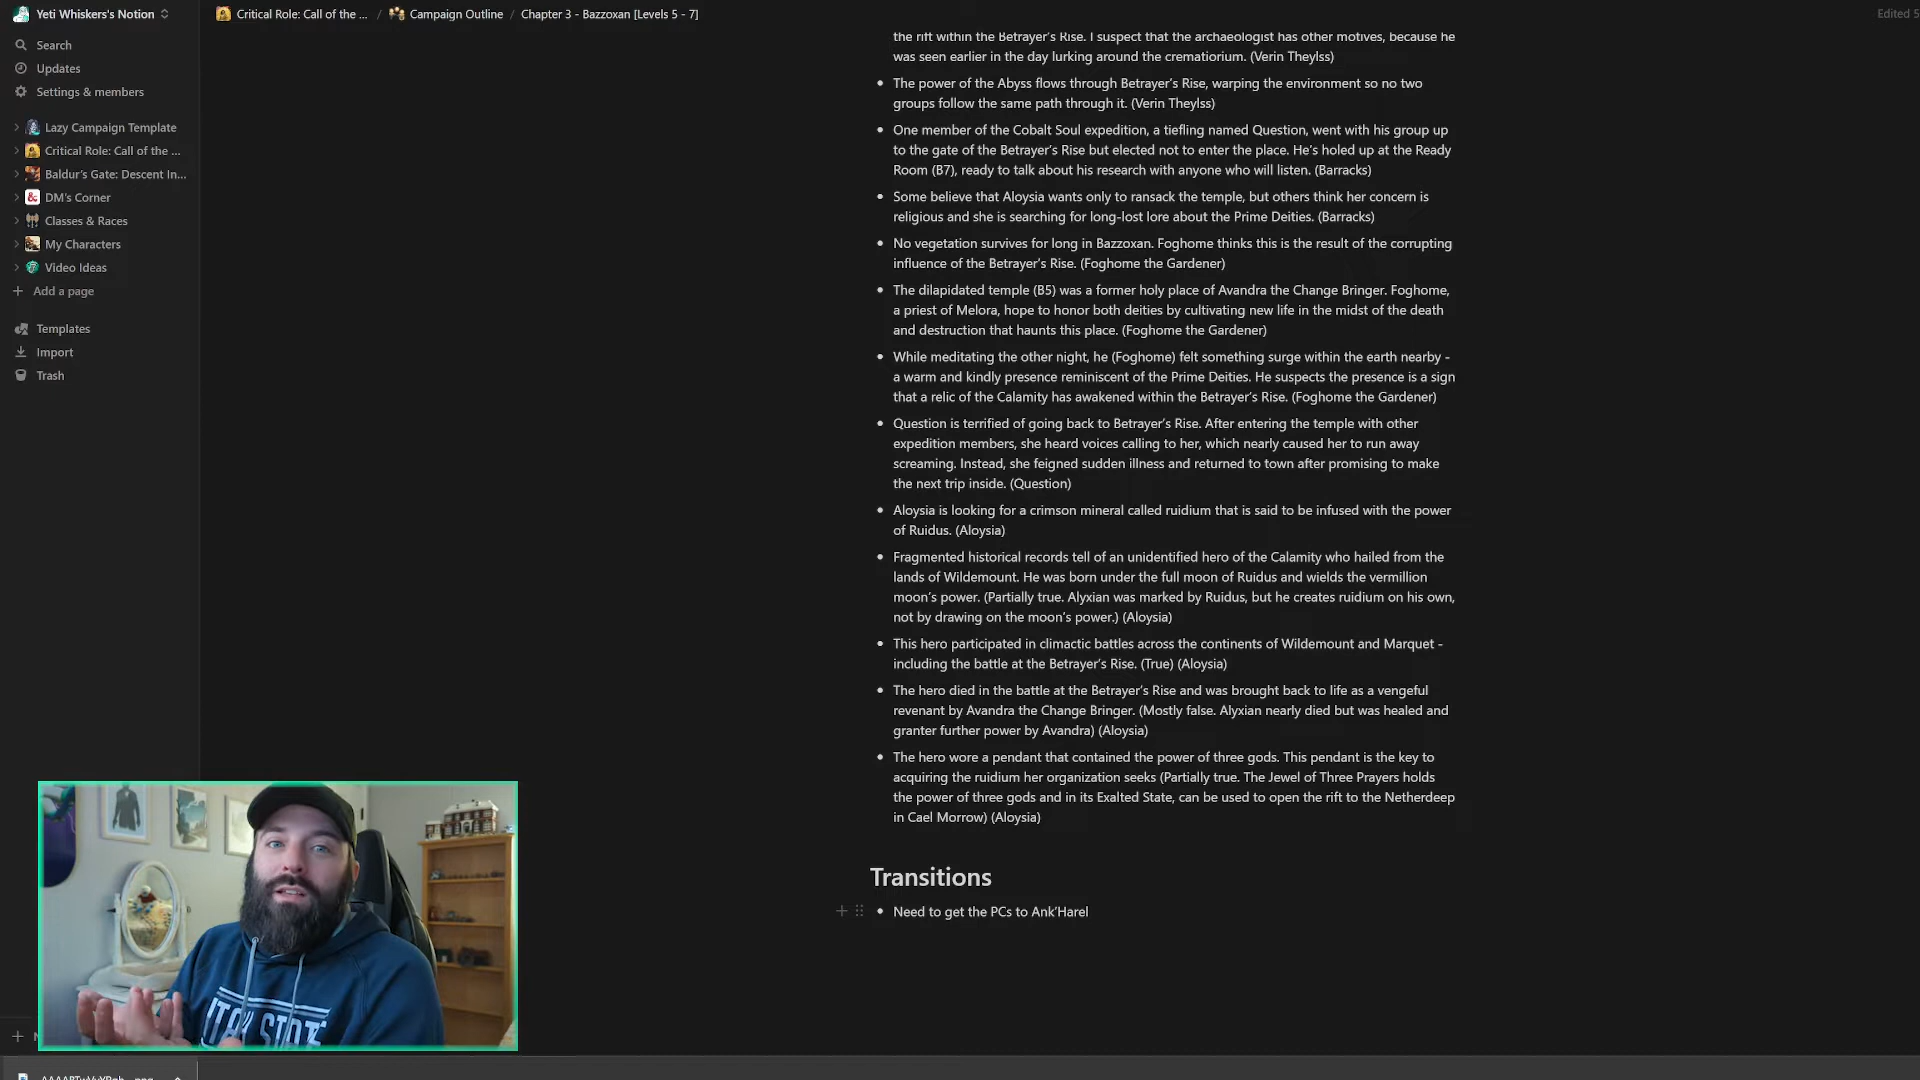 Yeti Whiskers's Notion
Critical Role: Call of the ... / Campaign Outline / Chapter 3 - Bazzoxan [Levels 5 - 7]
Edited 5
Search
Updates
Settings & members
Lazy Campaign Template
Critical Role: Call of the ...
Baldur's Gate: Descent In...
DM's Corner
Classes & Races
My Characters
Video Ideas
Add a page
Templates
Import
Trash
the rift within the Betrayer's Rise. I suspect that the archaeologist has other motives, because he
was seen earlier in the day lurking around the crematorium. (Verin Theylss)
The power of the Abyss flows through Betrayer's Rise, warping the environment so no two
groups follow the same path through it. (Verin Theylss)
One member of the Cobalt Soul expedition, a tiefling named Question, went with his group up
to the gate of the Betrayer's Rise but elected not to enter the place. He's holed up at the Ready
Room (B7), ready to talk about his research with anyone who will listen. (Barracks)
Some believe that Aloysia wants only to ransack the temple, but others think her concern is
religious and she is searching for long-lost lore about the Prime Deities. (Barracks)
No vegetation survives for long in Bazzoxan. Foghome thinks this is the result of the corrupting
influence of the Betrayer's Rise. (Foghome the Gardener)
The dilapidated temple (B5) was a former holy place of Avandra the Change Bringer. Foghome,
a priest of Melora, hope to honor both deities by cultivating new life in the midst of the death
and destruction that haunts this place. (Foghome the Gardener)
While meditating the other night, he (Foghome) felt something surge within the earth nearby -
a warm and kindly presence reminiscent of the Prime Deities. He suspects the presence is a sign
that a relic of the Calamity has awakened within the Betrayer's Rise. (Foghome the Gardener)
Question is terrified of going back to Betrayer's Rise. After entering the temple with other
expedition members, she heard voices calling to her, which nearly caused her to run away
screaming. Instead, she feigned sudden illness and returned to town after promising to make
the next trip inside. (Question)
Aloysia is looking for a crimson mineral called ruidium that is said to be infused with the power
of Ruidus. (Aloysia)
Fragmented historical records tell of an unidentified hero of the Calamity who hailed from the
lands of Wildemount. He was born under the full moon of Ruidus and wields the vermillion
moon's power. (Partially true. Alyxian was marked by Ruidus, but he creates ruidium on his own,
not by drawing on the moon's power.) (Aloysia)
This hero participated in climactic battles across the continents of Wildemount and Marquet -
including the battle at the Betrayer's Rise. (True) (Aloysia)
The hero died in the battle at the Betrayer's Rise and was brought back to life as a vengeful
revenant by Avandra the Change Bringer. (Mostly false. Alyxian nearly died but was healed and
granter further power by Avandra) (Aloysia)
The hero wore a pendant that contained the power of three gods. This pendant is the key to
acquiring the ruidium her organization seeks (Partially true. The Jewel of Three Prayers holds
the power of three gods and in its Exalted State, can be used to open the rift to the Netherdeep
in Cael Morrow) (Aloysia)
Transitions
Need to get the PCs to Ank'Harel